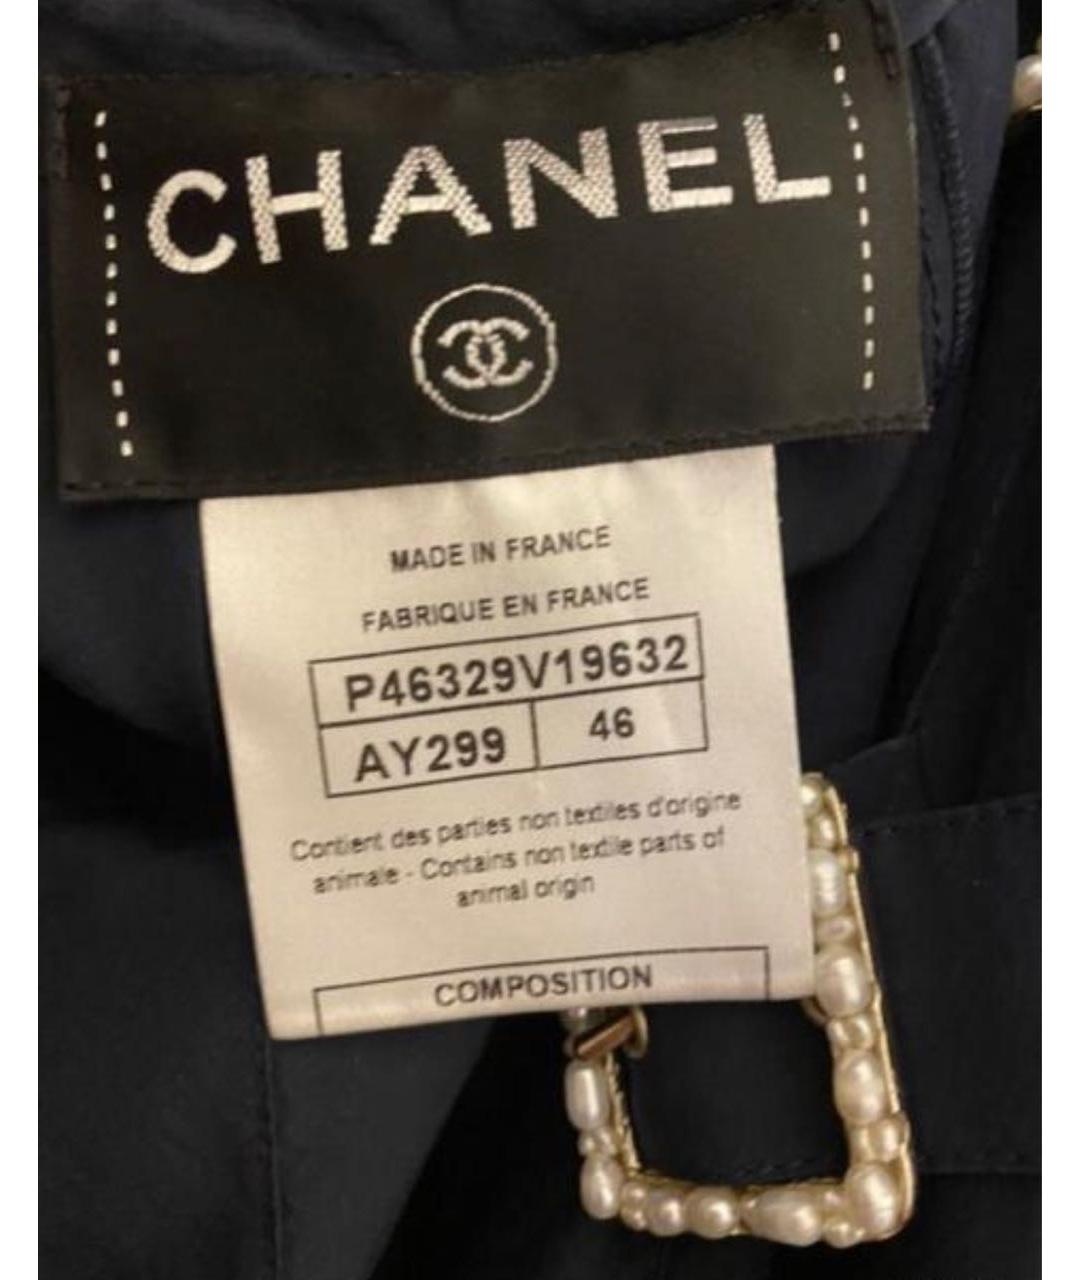 CHANEL
MADE IN FRANCE
FABRIQUE EN FRANCE
P46329V19632
AY299 46
Contient des parties non textiles d'origine
animale - Contains non textile parts of
animal origin
COMPOSITION